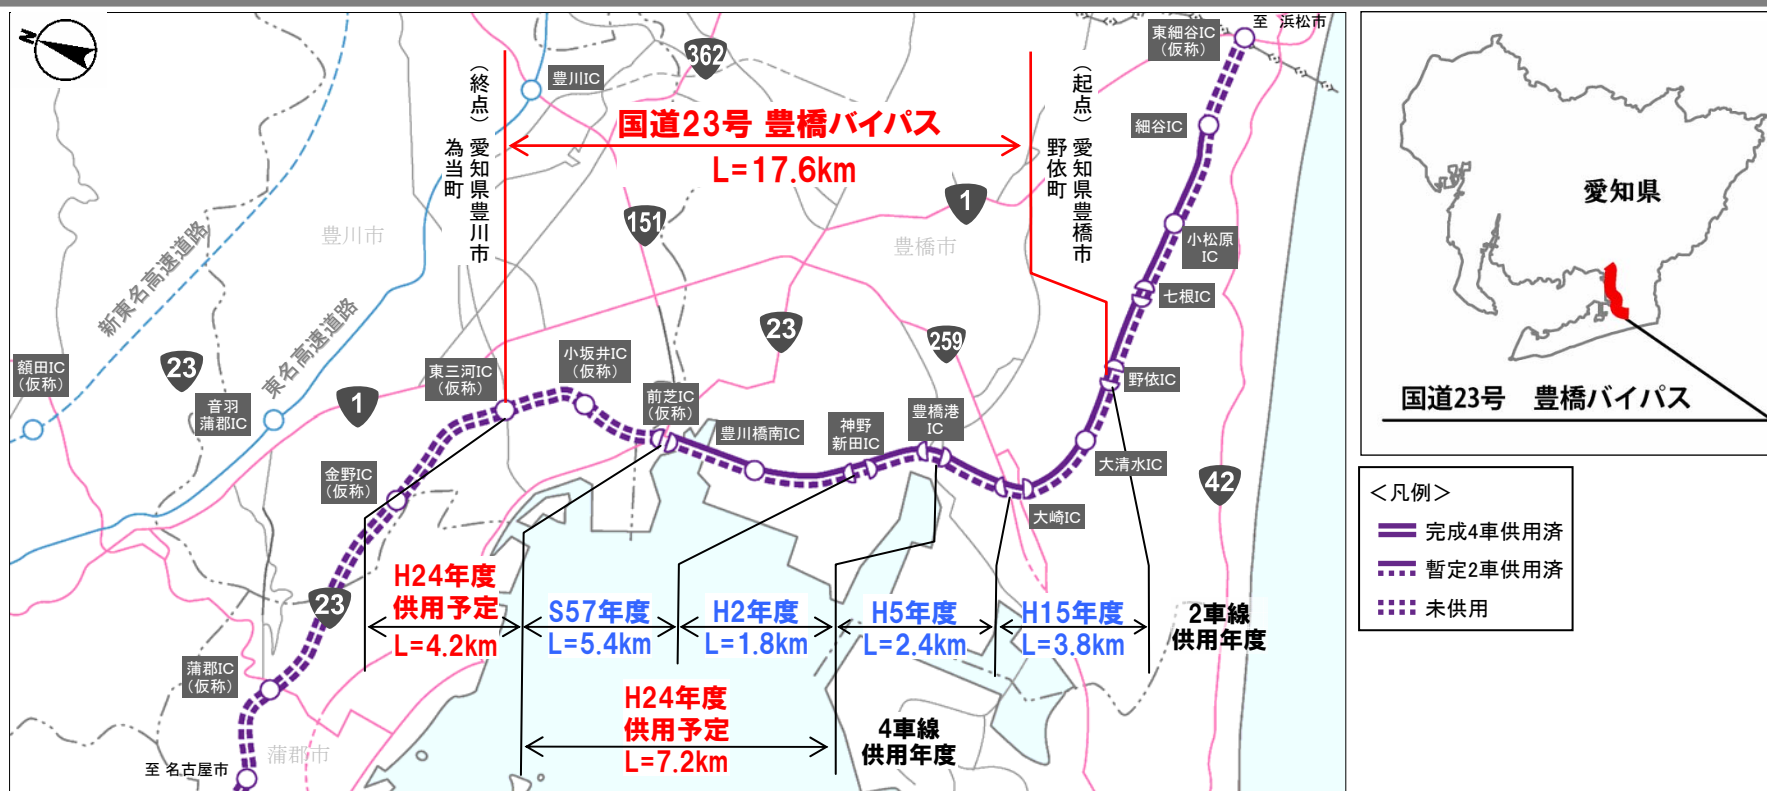 N
至 浜松市
東細谷IC
(仮称)
362
豊川IC
(終点) 愛知県豊川市
為当町
国道23号 豊橋バイパス
L=17.6km
(起点) 愛知県豊橋市
野依町
細谷IC
1
151
豊川市
豊橋市
小松原
IC
新東名高速道路
東名高速道路
七根IC
23
259
額田IC
(仮称)
23
音羽
蒲郡IC
1
東三河IC
(仮称)
小坂井IC
(仮称)
前芝IC
(仮称)
豊川橋南IC
神野
新田IC
豊橋港
IC
野依IC
大清水IC
大崎IC
42
金野IC
(仮称)
23
蒲郡IC
(仮称)
蒲郡市
至 名古屋市
H24年度
供用予定
L=4.2km
S57年度
L=5.4km
H2年度
L=1.8km
H5年度
L=2.4km
H15年度
L=3.8km
2車線
供用年度
H24年度
供用予定
L=7.2km
4車線
供用年度
愛知県
国道23号 豊橋バイパス
<凡例>
完成4車供用済
暫定2車供用済
未供用